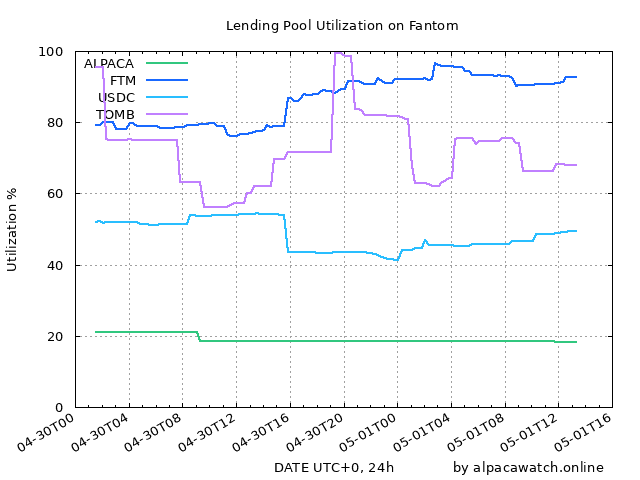 Lending Pool Utilization on Fantom
100
80
60
40
20
0
Utilization %
ALPACA
FTM
USDC
TOMB
04-30T00
04-30T04
04-30T08
04-30T12
04-30T16
04-30T20
05-01T00
05-01T04
05-01T08
05-01T12
05-01T16
DATE UTC+0, 24h
by alpacawatch.online